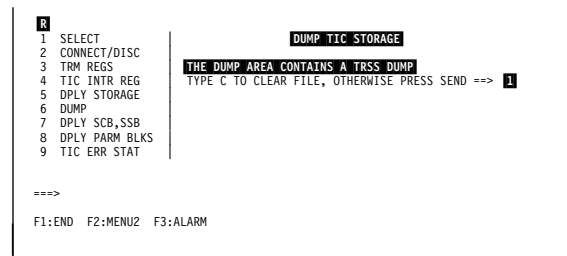 R
1 SELECT
2 CONNECT/DISC
3 TRM REGS
4 TIC INTR REG
5 DPLY STORAGE
6 DUMP
7 DPLY SCB,SSB
8 DPLY PARM BLKS
9 TIC ERR STAT
DUMP TIC STORAGE
THE DUMP AREA CONTAINS A TRSS DUMP
TYPE C TO CLEAR FILE, OTHERWISE PRESS SEND ==> 1
===>
F1:END F2:MENU2 F3:ALARM